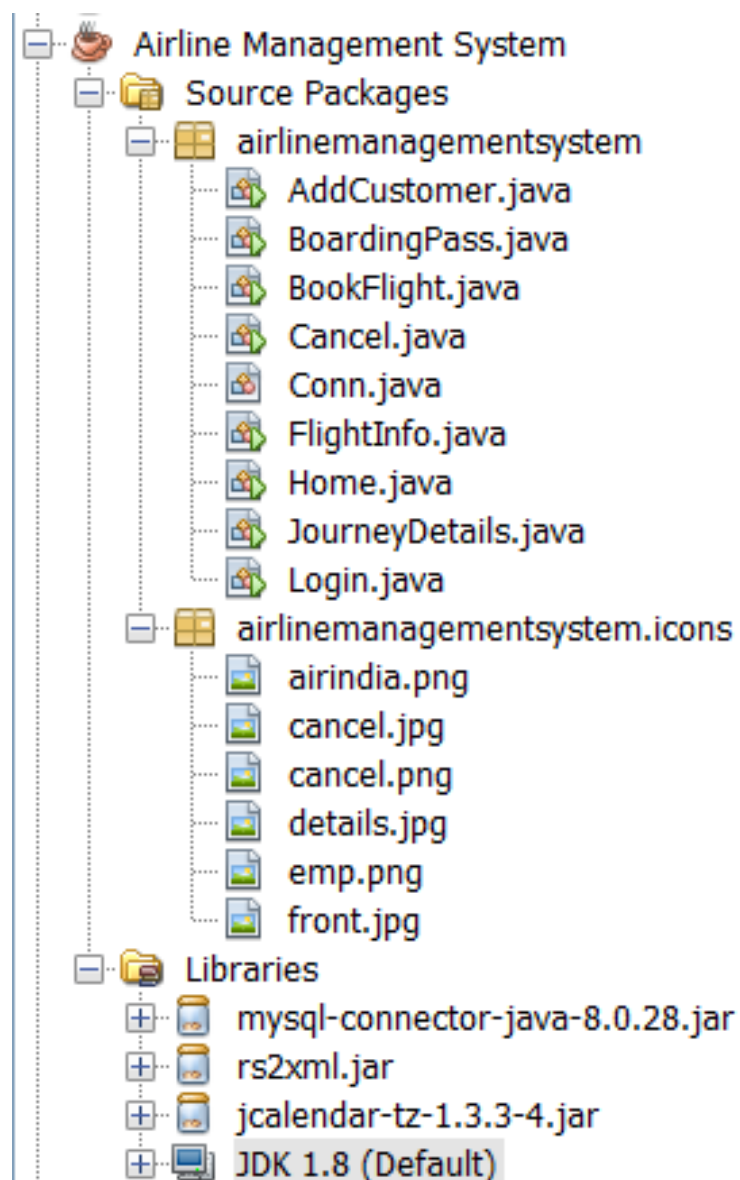 Airline Management System
Source Packages
airlinemanagementsystem
AddCustomer.java
BoardingPass.java
BookFlight.java
Cancel.java
Conn.java
FlightInfo.java
Home.java
JourneyDetails.java
Login.java
airlinemanagementsystem.icons
airindia.png
cancel.jpg
cancel.png
details.jpg
emp.png
front.jpg
Libraries
mysql-connector-java-8.0.28.jar
rs2xml.jar
jcalendar-tz-1.3.3-4.jar
JDK 1.8 (Default)